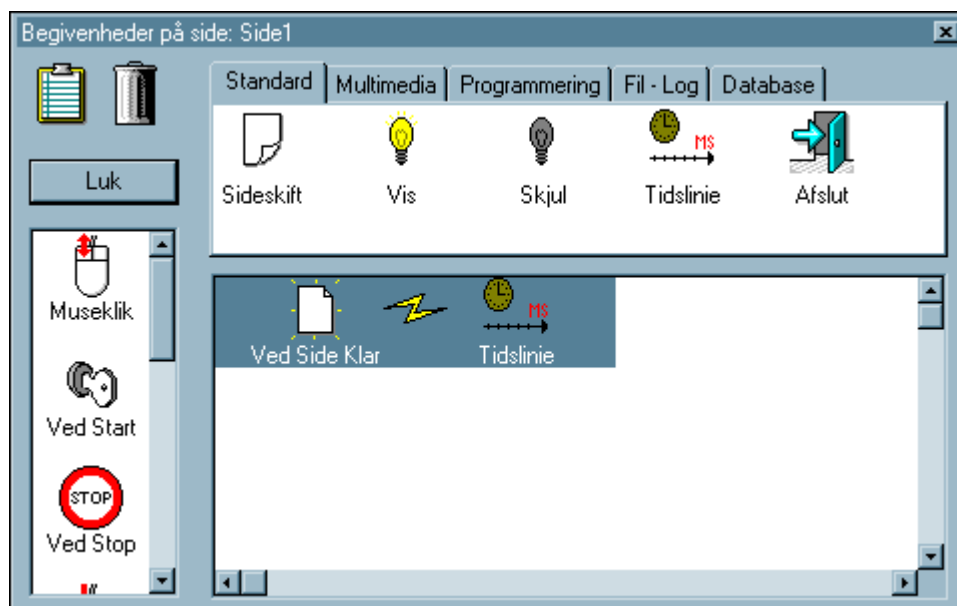 Begivenheder på side: Side1
Standard Multimedia Programmering Fil - Log Database
MS
Sideskift Vis Skjul Tidslinie Afslut
Luk
Museklik
Ved Start
STOP
Ved Stop
MS
Ved Side Klar Tidslinie